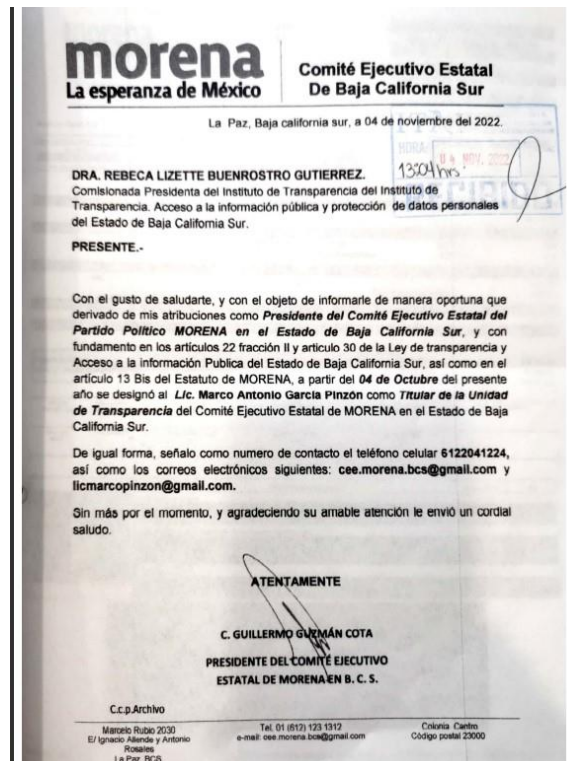 morena
La esperanza de México
Comité Ejecutivo Estatal
De Baja California Sur
La Paz, Baja california sur, a 04 de noviembre del 2022.
HORA:
04 NOV. 2022
13:04 hrs.
DRA. REBECA LIZETTE BUENROSTRO GUTIERREZ.
Comisionada Presidenta del Instituto de Transparencia del Instituto de
Transparencia. Acceso a la información pública y protección de datos personales
del Estado de Baja California Sur.
PRESENTE.-
Con el gusto de saludarte, y con el objeto de informarle de manera oportuna que
derivado de mis atribuciones como Presidente del Comité Ejecutivo Estatal del
Partido Político MORENA en el Estado de Baja California Sur, y con
fundamento en los artículos 22 fracción II y articulo 30 de la Ley de transparencia y
Acceso a la información Publica del Estado de Baja California Sur, así como en el
artículo 13 Bis del Estatuto de MORENA, a partir del 04 de Octubre del presente
año se designó al Lic. Marco Antonio García Pinzón como Titular de la Unidad
de Transparencia del Comité Ejecutivo Estatal de MORENA en el Estado de Baja
California Sur.
De igual forma, señalo como numero de contacto el teléfono celular 6122041224,
así como los correos electrónicos siguientes: cee.morena.bcs@gmail.com y
licmarcopinzon@gmail.com.
Sin más por el momento, y agradeciendo su amable atención le envió un cordial
saludo.
ATENTAMENTE
C. GUILLERMO GUZMÁN COTA
PRESIDENTE DEL COMITÉ EJECUTIVO
ESTATAL DE MORENA EN B. C. S.
C.c.p.Archivo
Marcelo Rubio 2030
E/ Ignacio Allende y Antonio
Rosales
La Paz, BCS
Tel. 01 (612) 123 1312
e-mail: cee.morena.bcs@gmail.com
Colonia Centro
Código postal 23000